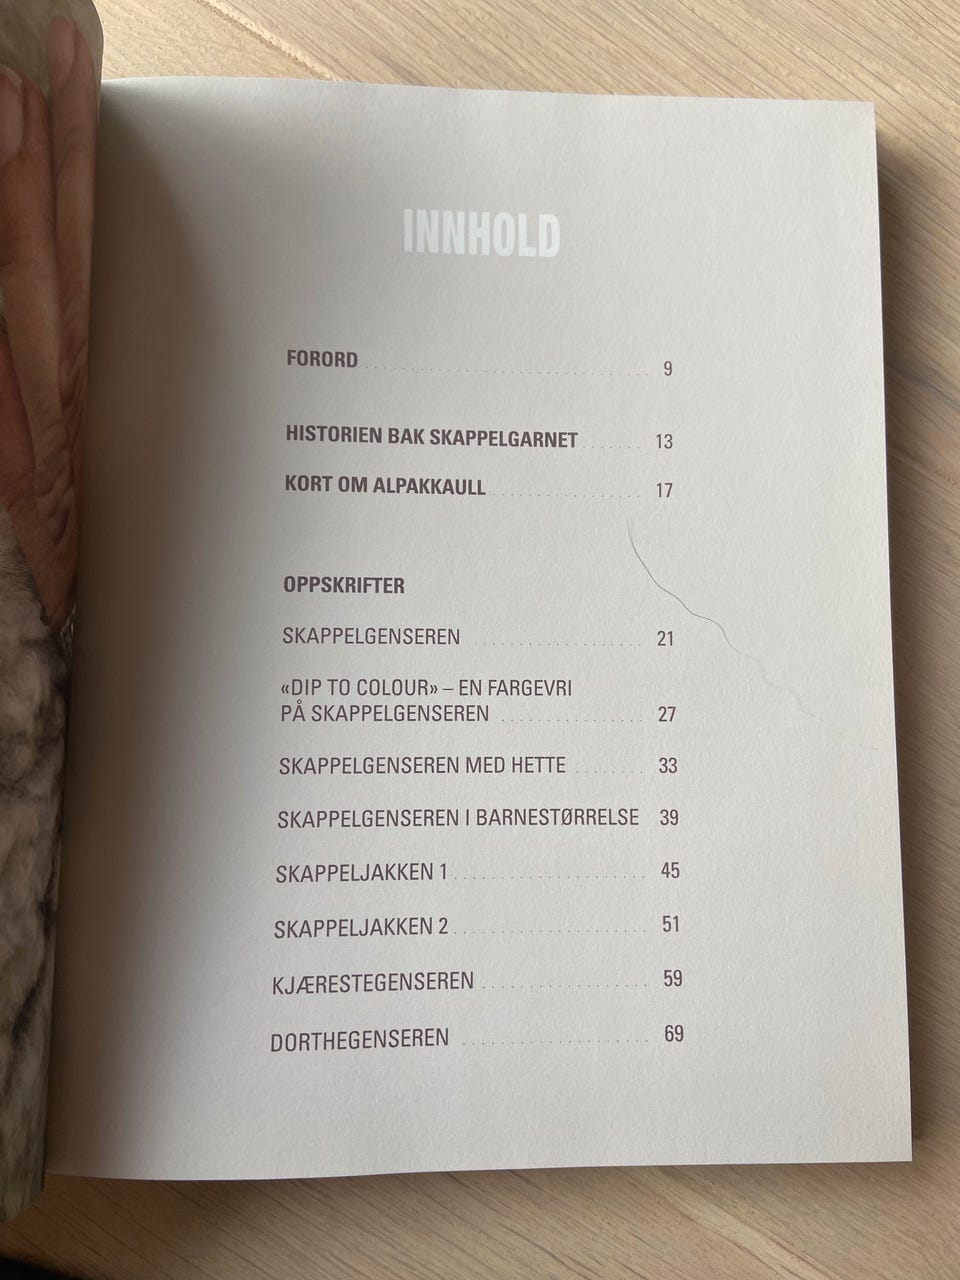 INNHOLD
FORORD 9
HISTORIEN BAK SKAPPELGARNET 13
KORT OM ALPAKKAULL 17
OPPSKRIFTER
SKAPPELGENSEREN 21
«DIP TO COLOUR» – EN FARGEVRI
PÅ SKAPPELGENSEREN 27
SKAPPELGENSEREN MED HETTE 33
SKAPPELGENSEREN I BARNESTØRRELSE 39
SKAPPELJAKKEN 1 45
SKAPPELJAKKEN 2 51
KJÆRESTEGENSEREN 59
DORTHEGENSEREN 69